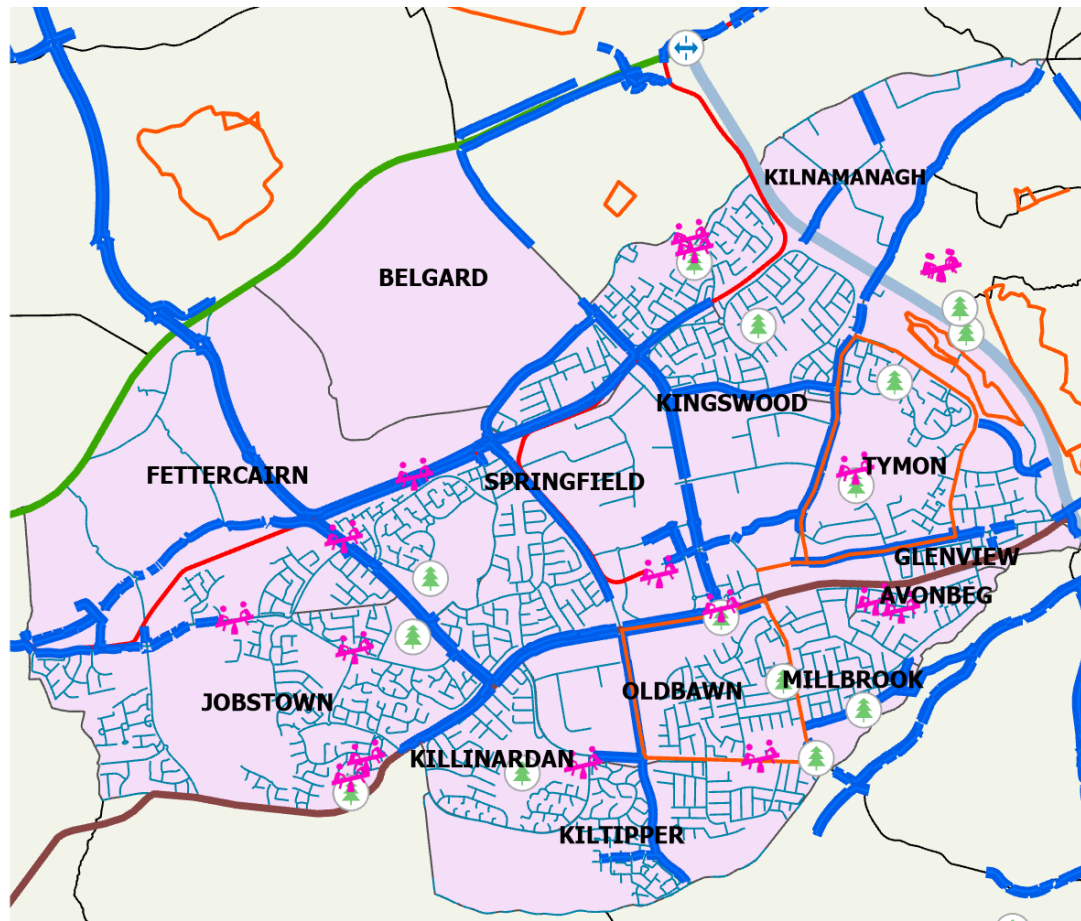 KILNAMANAGH
BELGARD
KINGSWOOD
FETTERCAIRN
SPRINGFIELD
TYMON
GLENVIEW
AVONBEG
OLDBAWN
MILLBROOK
JOBSTOWN
KILLINARDAN
KILTIPPER